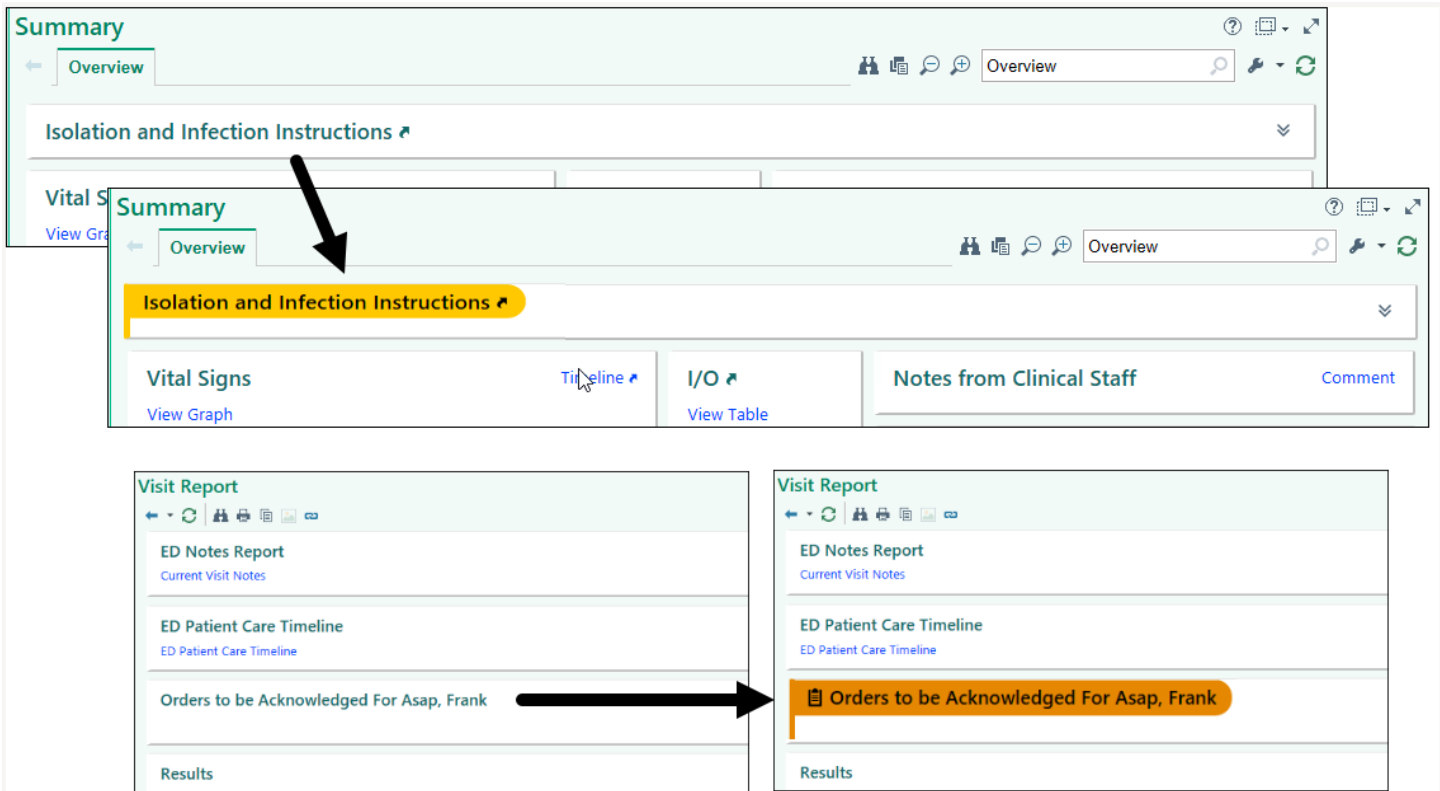 Summary
Overview
Overview
Isolation and Infection Instructions
Vital S
View Gra
Summary
Overview
Overview
Isolation and Infection Instructions
Vital Signs
Timeline
View Graph
I/O
View Table
Notes from Clinical Staff
Comment
Visit Report
ED Notes Report
Current Visit Notes
ED Patient Care Timeline
ED Patient Care Timeline
Orders to be Acknowledged For Asap, Frank
Results
Visit Report
ED Notes Report
Current Visit Notes
ED Patient Care Timeline
ED Patient Care Timeline
Orders to be Acknowledged For Asap, Frank
Results